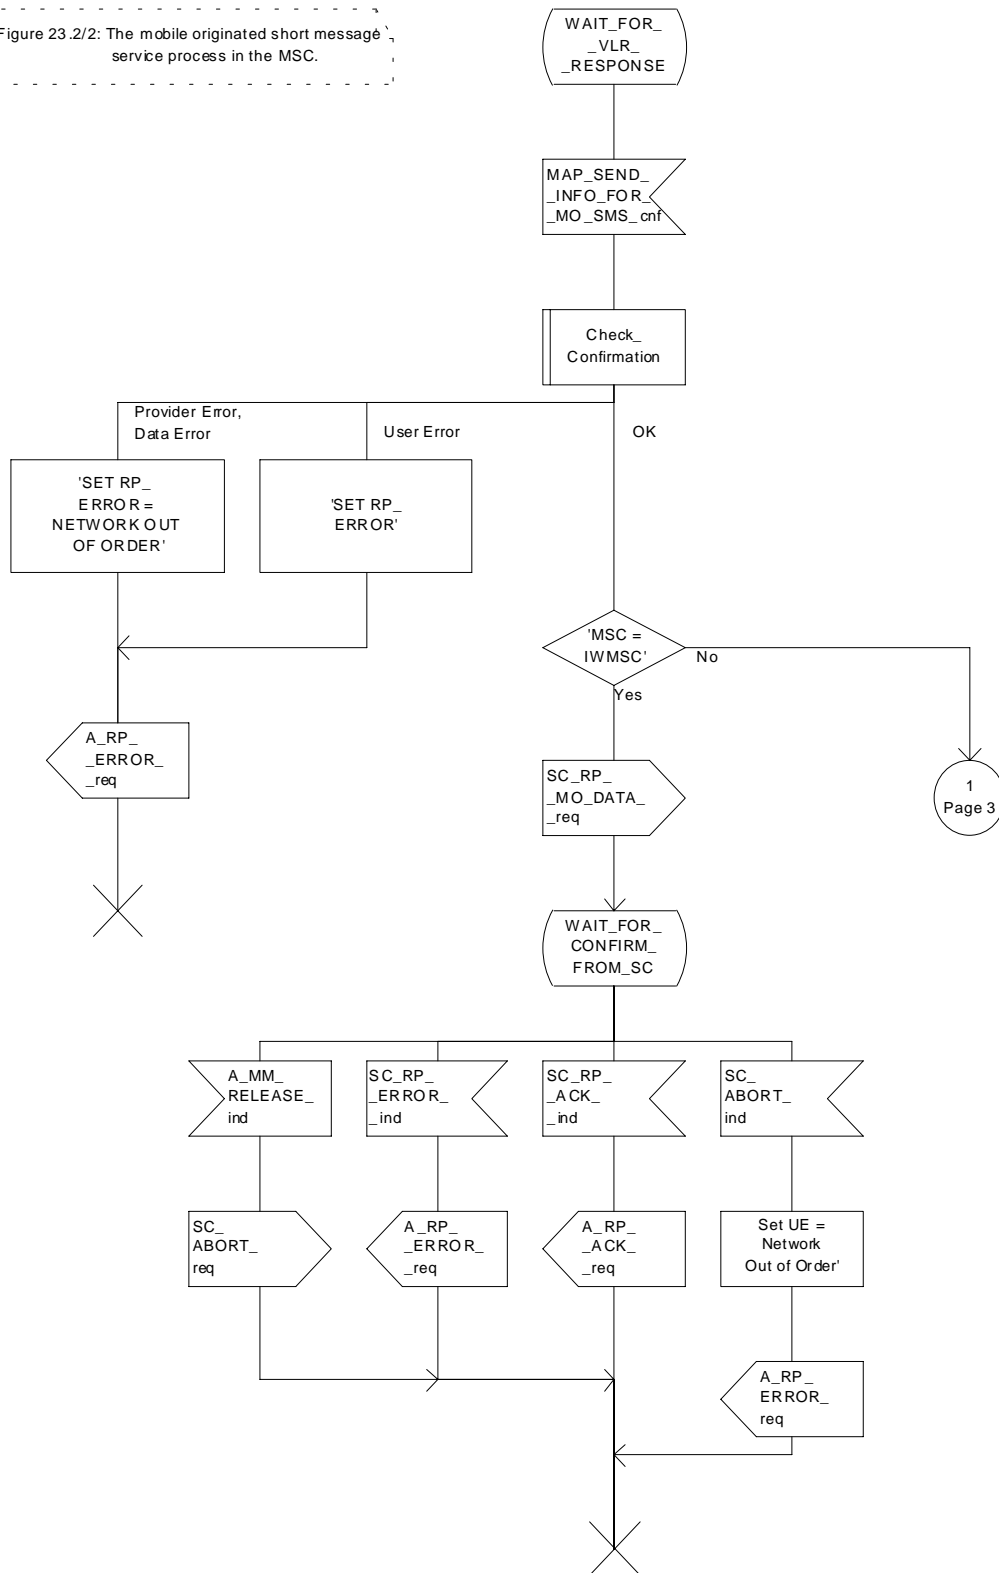 Figure 23.2/2: The mobile originated short message
service process in the MSC.
WAIT_FOR_
_VLR_
_RESPONSE
MAP_SEND_
_INFO_FOR_
_MO_SMS_cnf
Check_
Confirmation
Provider Error,
Data Error
User Error
OK
'SET RP_
ERROR =
NETWORK OUT
OF ORDER'
'SET RP_
ERROR'
'MSC =
IWMSC'
No
Yes
A_RP_
_ERROR_
_req
SC_RP_
_MO_DATA_
_req
1
Page 3
WAIT_FOR_
CONFIRM_
FROM_SC
A_MM_
RELEASE_
ind
SC_RP_
_ERROR_
_ind
SC_RP_
_ACK_
_ind
SC_
ABORT_
ind
SC_
ABORT_
req
A_RP_
_ERROR_
_req
A_RP_
_ACK_
_req
Set UE =
Network
Out of Order'
A_RP_
ERROR_
req